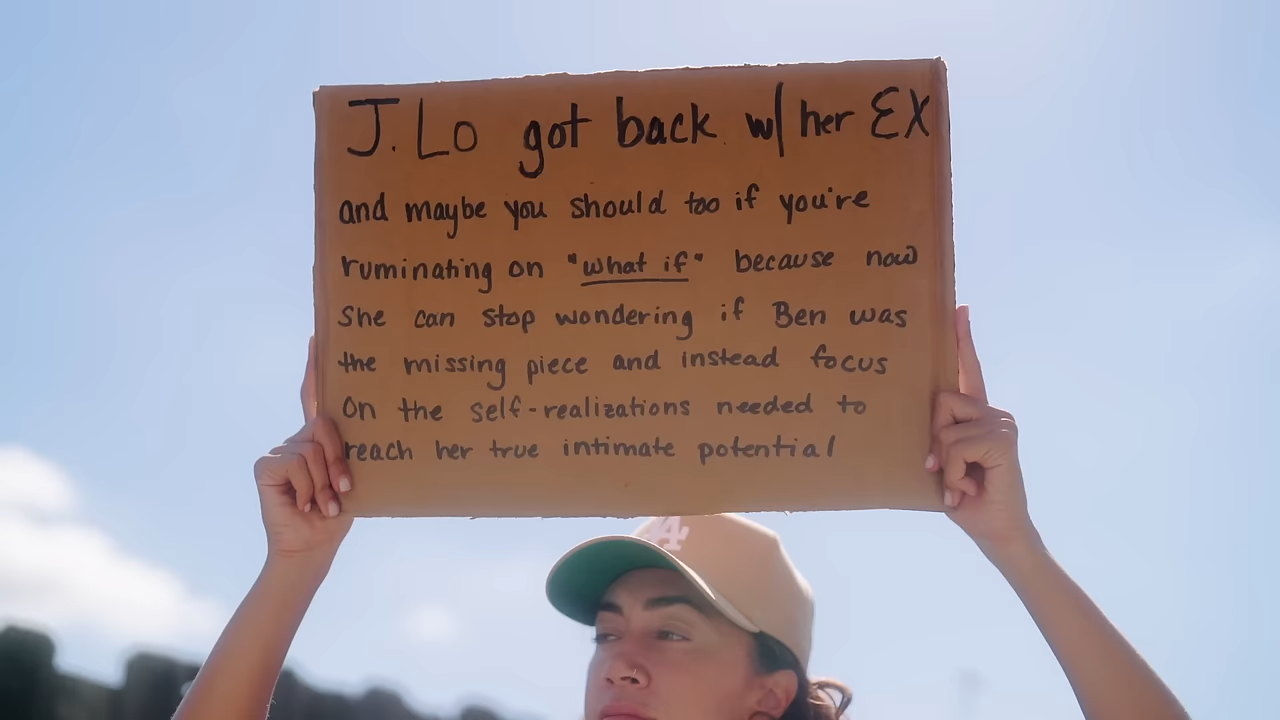 J. Lo got back w/ her EX
and maybe you should too if you're
ruminating on "what if" because now
she can stop wondering if Ben was
the missing piece and instead focus
on the self-realizations needed to
reach her true intimate potential
LA